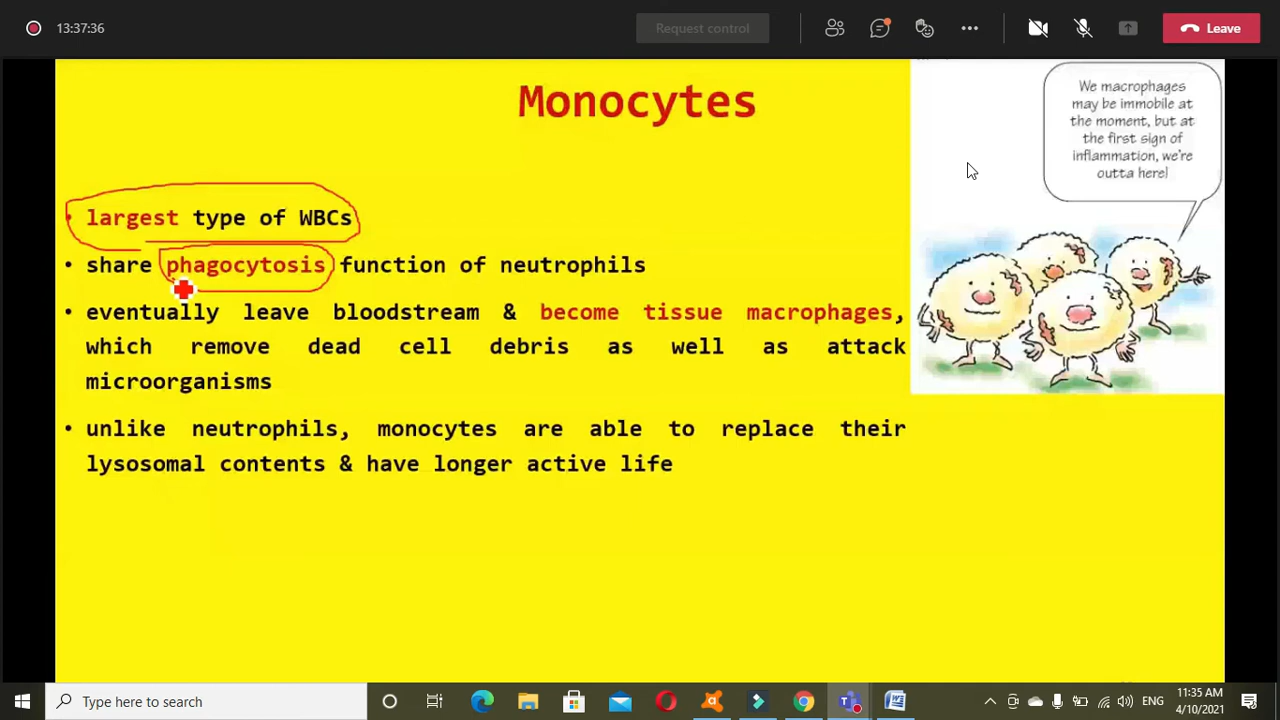 13:37:36
Request control
Leave
Monocytes
We macrophages
may be immobile at
the moment, but at
the first sign of
inflammation, we're
outta here!
• largest type of WBCs
• share phagocytosis function of neutrophils
• eventually leave bloodstream & become tissue macrophages,
which remove dead cell debris as well as attack
microorganisms
• unlike neutrophils, monocytes are able to replace their
lysosomal contents & have longer active life
Type here to search
ENG
11:35 AM
4/10/2021